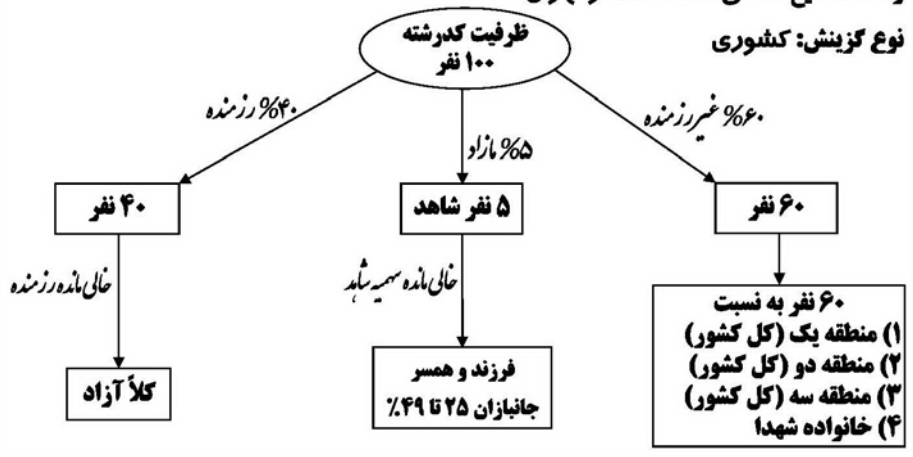 نوع گزینش: کشوری
ظرفیت کدرشته
۱۰۰ نفر
۶۰% غیررزمنده
۵% مازاد
۴۰% رزمنده
۶۰ نفر
۵ نفر شاهد
۴۰ نفر
خالی مانده سهمیه شاهد
خالی مانده رزمنده
۶۰ نفر به نسبت
۱) منطقه یک (کل کشور)
۲) منطقه دو (کل کشور)
۳) منطقه سه (کل کشور)
۴) خانواده شهدا
فرزند و همسر
جانبازان ۲۵ تا ۴۹%
کلاً آزاد